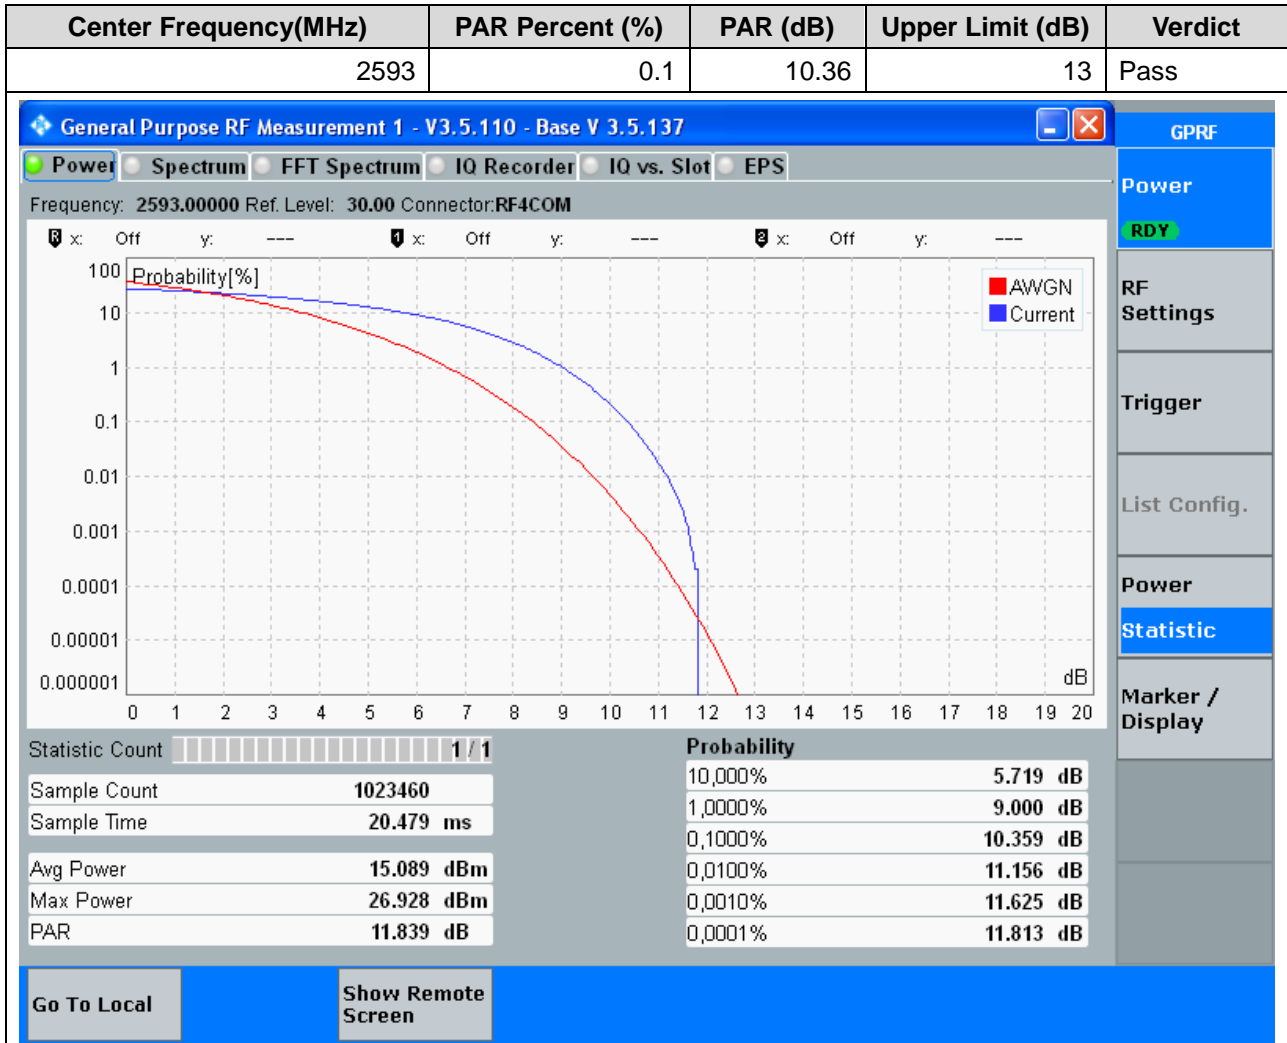 Center Frequency(MHz) PAR Percent (%) PAR (dB) Upper Limit (dB) Verdict
2593 0.1 10.36 13 Pass
General Purpose RF Measurement 1 - V3.5.110 - Base V 3.5.137
GPRF
Power Spectrum FFT Spectrum IQ Recorder IQ vs. Slot EPS
Frequency: 2593.00000 Ref. Level: 30.00 Connector:RF4COM
R x: Off y: --- 1 x: Off y: --- 2 x: Off y: ---
Probability[%]
AWGN
Current
100
10
1
0.1
0.01
0.001
0.0001
0.00001
0.000001
dB
0 1 2 3 4 5 6 7 8 9 10 11 12 13 14 15 16 17 18 19 20
Statistic Count 1 / 1
Sample Count 1023460
Sample Time 20.479 ms
Avg Power 15.089 dBm
Max Power 26.928 dBm
PAR 11.839 dB
Probability
10,000% 5.719 dB
1,0000% 9.000 dB
0,1000% 10.359 dB
0,0100% 11.156 dB
0,0010% 11.625 dB
0,0001% 11.813 dB
Power
RDY
RF
Settings
Trigger
List Config.
Power
Statistic
Marker /
Display
Go To Local
Show Remote
Screen